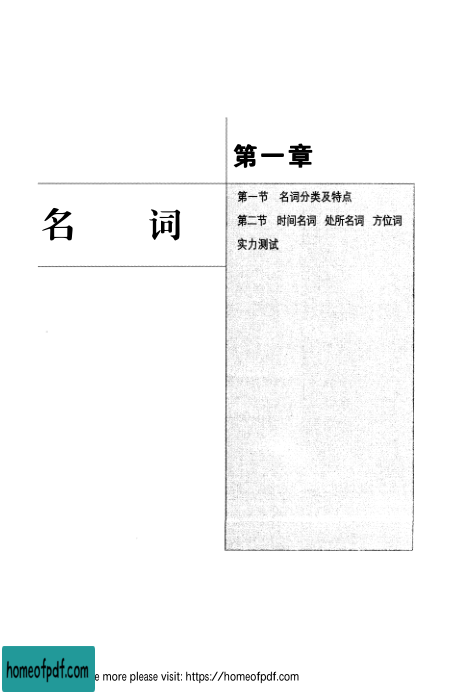 第一章
名 词
第一节 名词分类及特点
第二节 时间名词 处所名词 方位词
实力测试
homeofpdf.com
e more please visit: https://homeofpdf.com